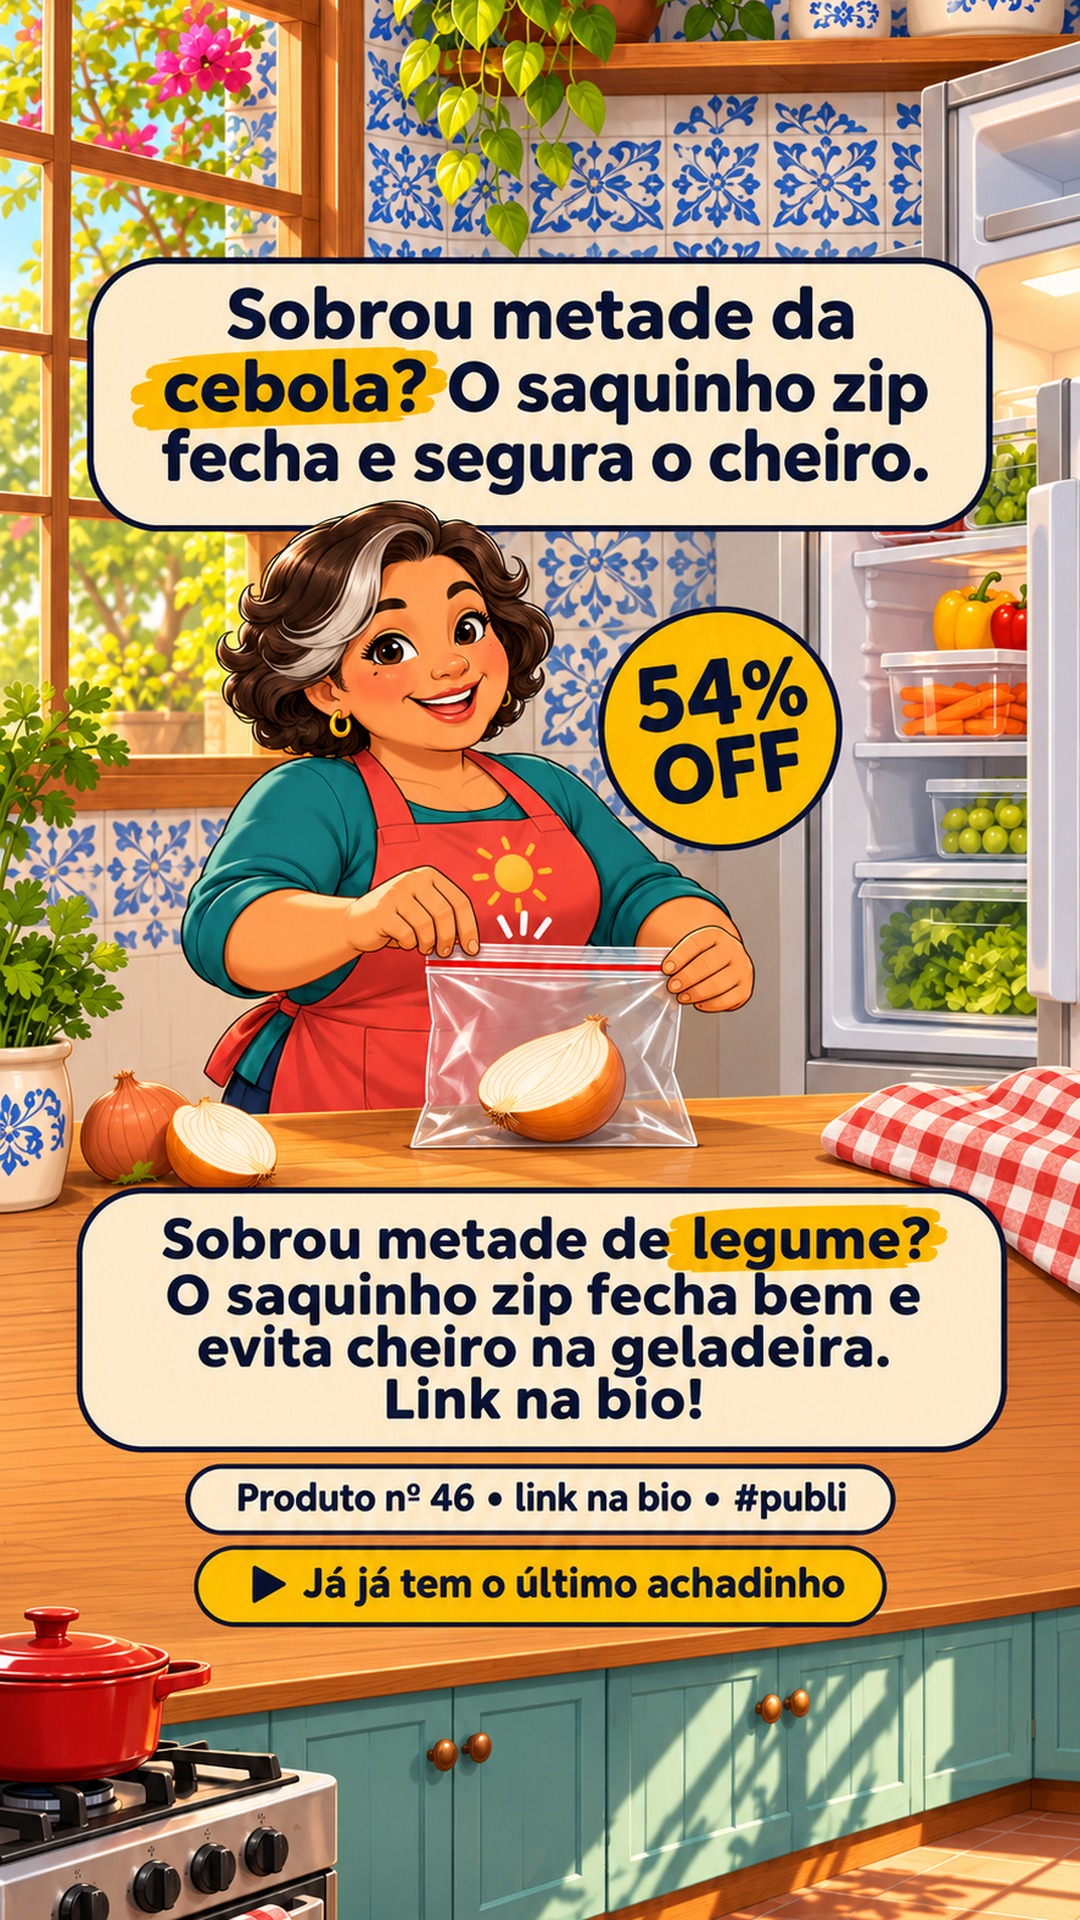 Sobrou metade da
cebola? O saquinho zip
fecha e segura o cheiro.
54%
OFF
Sobrou metade de legume?
O saquinho zip fecha bem e
evita cheiro na geladeira.
Link na bio!
Produto nº 46 • link na bio • #publi
▶ Já já tem o último achadinho